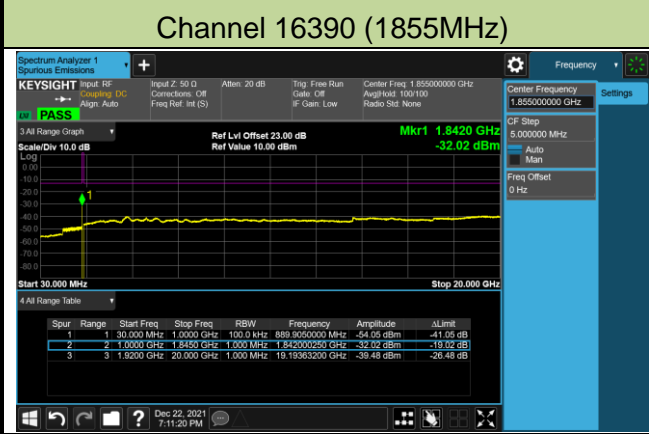 Channel 16390 (1855MHz)
Spectrum Analyzer 1
Spurious Emissions
+
Frequency
KEYSIGHT Input: RF Input Z: 50 Ω Atten: 20 dB Trig: Free Run Center Freq: 1.855000000 GHz
Coupling: DC Corrections: Off Gate: Off Avg|Hold: 100/100
Align: Auto Freq Ref: Int (S) IF Gain: Low Radio Std: None
PASS
Center Frequency
1.855000000 GHz
Settings
CF Step
5.000000 MHz
Auto
Man
Freq Offset
0 Hz
3 All Range Graph
Ref Lvl Offset 23.00 dB
Mkr1 1.8420 GHz
Scale/Div 10.0 dB
Ref Value 10.00 dBm
-32.02 dBm
Log
0.00
-10.0
-20.0
1
-30.0
-40.0
-50.0
-60.0
-70.0
-80.0
Start 30.000 MHz
Stop 20.000 GHz
4 All Range Table
Spur Range Start Freq Stop Freq RBW Frequency Amplitude ΔLimit
1 1 30.000 MHz 1.0000 GHz 100.0 kHz 889.9050000 MHz -54.05 dBm -41.05 dB
2 2 1.0000 GHz 1.8450 GHz 1.000 MHz 1.842000250 GHz -32.02 dBm -19.02 dB
3 3 1.9200 GHz 20.000 GHz 1.000 MHz 19.19363200 GHz -39.48 dBm -26.48 dB
?
Dec 22, 2021
7:11:20 PM